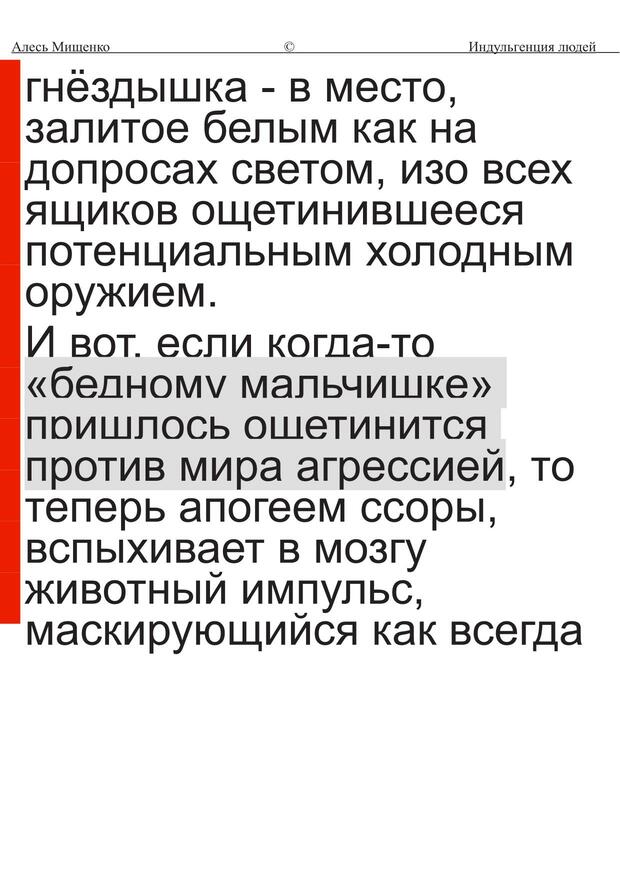 Алесь Мищенко © Индульгенция людей
гнёздышка - в место,
залитое белым как на
допросах светом, изо всех
ящиков ощетинившееся
потенциальным холодным
оружием.
И вот, если когда-то
«бедному мальчишке»
пришлось ощетинится
против мира агрессией, то
теперь апогеем ссоры,
вспыхивает в мозгу
животный импульс,
маскирующийся как всегда